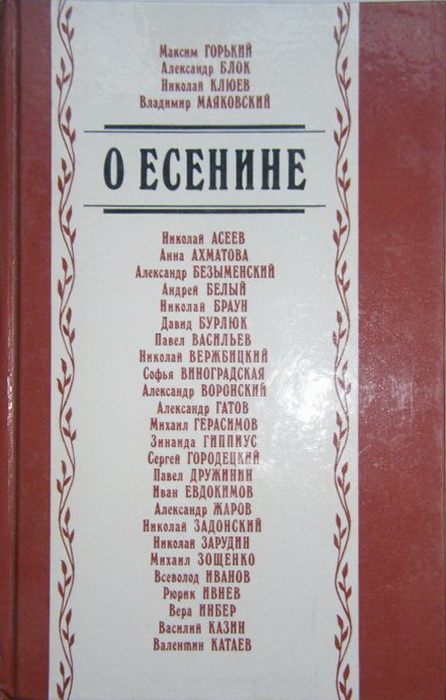 Максим ГОРЬКИЙ
Александр БЛОК
Николай КЛЮЕВ
Владимир МАЯКОВСКИЙ
О ЕСЕНИНЕ
Николай АСЕЕВ
Анна АХМАТОВА
Александр БЕЗЫМЕНСКИЙ
Андрей БЕЛЫЙ
Николай БРАУН
Давид БУРЛЮК
Павел ВАСИЛЬЕВ
Николай ВЕРЖБИЦКИЙ
Софья ВИНОГРАДСКАЯ
Александр ВОРОНСКИЙ
Александр ГАТОВ
Михаил ГЕРАСИМОВ
Зинаида ГИППИУС
Сергей ГОРОДЕЦКИЙ
Павел ДРУЖИНИН
Иван ЕВДОКИМОВ
Александр ЖАРОВ
Николай ЗАДОНСКИЙ
Николай ЗАРУДИН
Михаил ЗОЩЕНКО
Всеволод ИВАНОВ
Рюрик ИВНЕВ
Вера ИНБЕР
Василий КАЗИН
Валентин КАТАЕВ